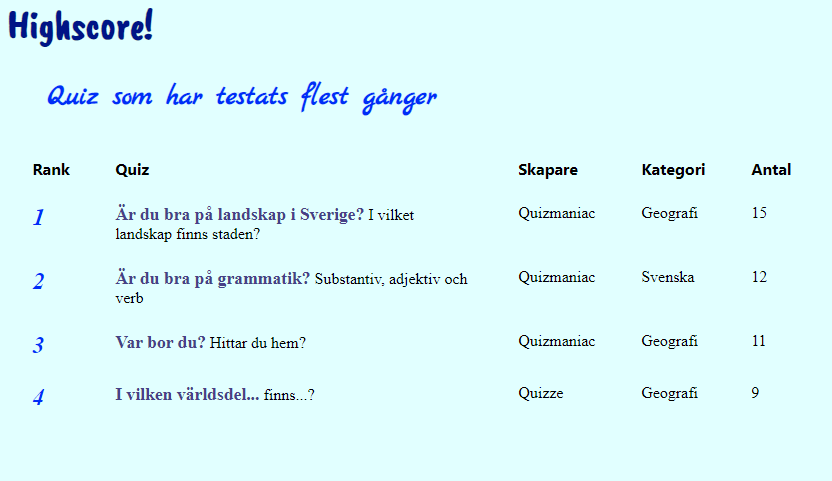 Highscore!
Quiz som har testats flest gånger
Rank Quiz Skapare Kategori Antal
1 Är du bra på landskap i Sverige? I vilket Quizmaniac Geografi 15
landskap finns staden?
2 Är du bra på grammatik? Substantiv, adjektiv och Quizmaniac Svenska 12
verb
3 Var bor du? Hittar du hem? Quizmaniac Geografi 11
4 I vilken världsdel... finns...? Quizze Geografi 9